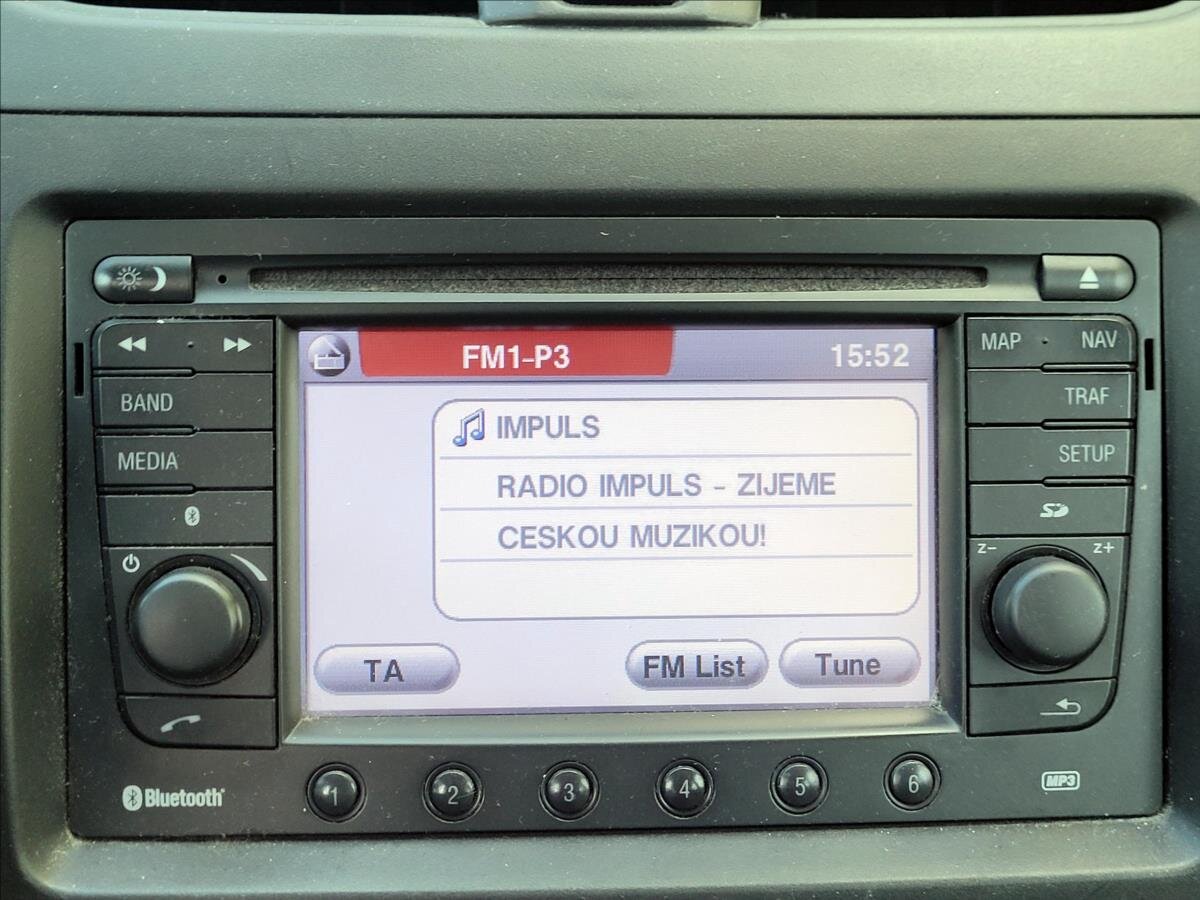 FM1-P3 15:52
MAP · NAV
BAND
IMPULS
TRAF
MEDIA
RADIO IMPULS - ZIJEME
SETUP
CESKOU MUZIKOU!
SD
z- z+
TA FM List Tune
Bluetooth
1 2 3 4 5 6
MP3